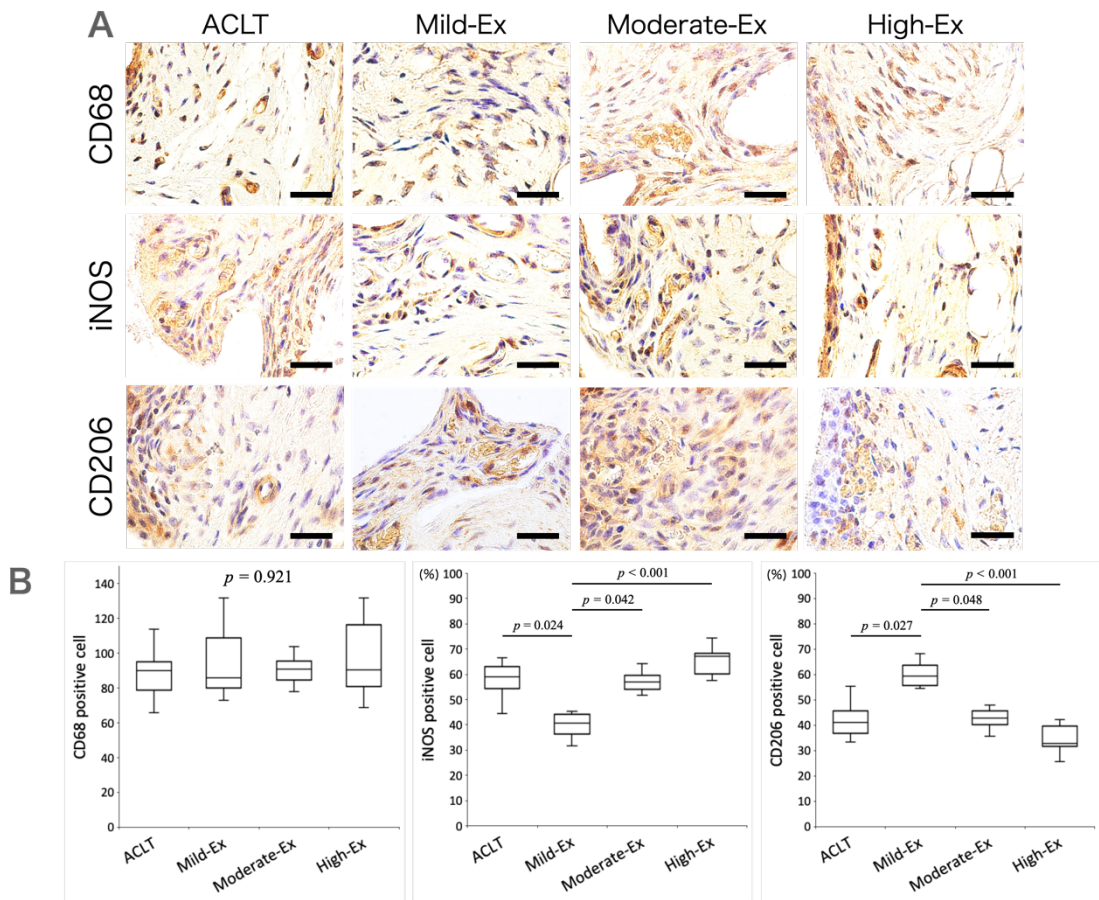 A
ACLT
Mild-Ex
Moderate-Ex
High-Ex
CD68
iNOS
CD206
B
CD68 positive cell
140
120
100
80
60
40
20
0
p = 0.921
ACLT
Mild-Ex
Moderate-Ex
High-Ex
(%)
iNOS positive cell
100
90
80
70
60
50
40
30
20
10
0
p < 0.001
p = 0.042
p = 0.024
ACLT
Mild-Ex
Moderate-Ex
High-Ex
(%)
CD206 positive cell
100
90
80
70
60
50
40
30
20
10
0
p < 0.001
p = 0.048
p = 0.027
ACLT
Mild-Ex
Moderate-Ex
High-Ex